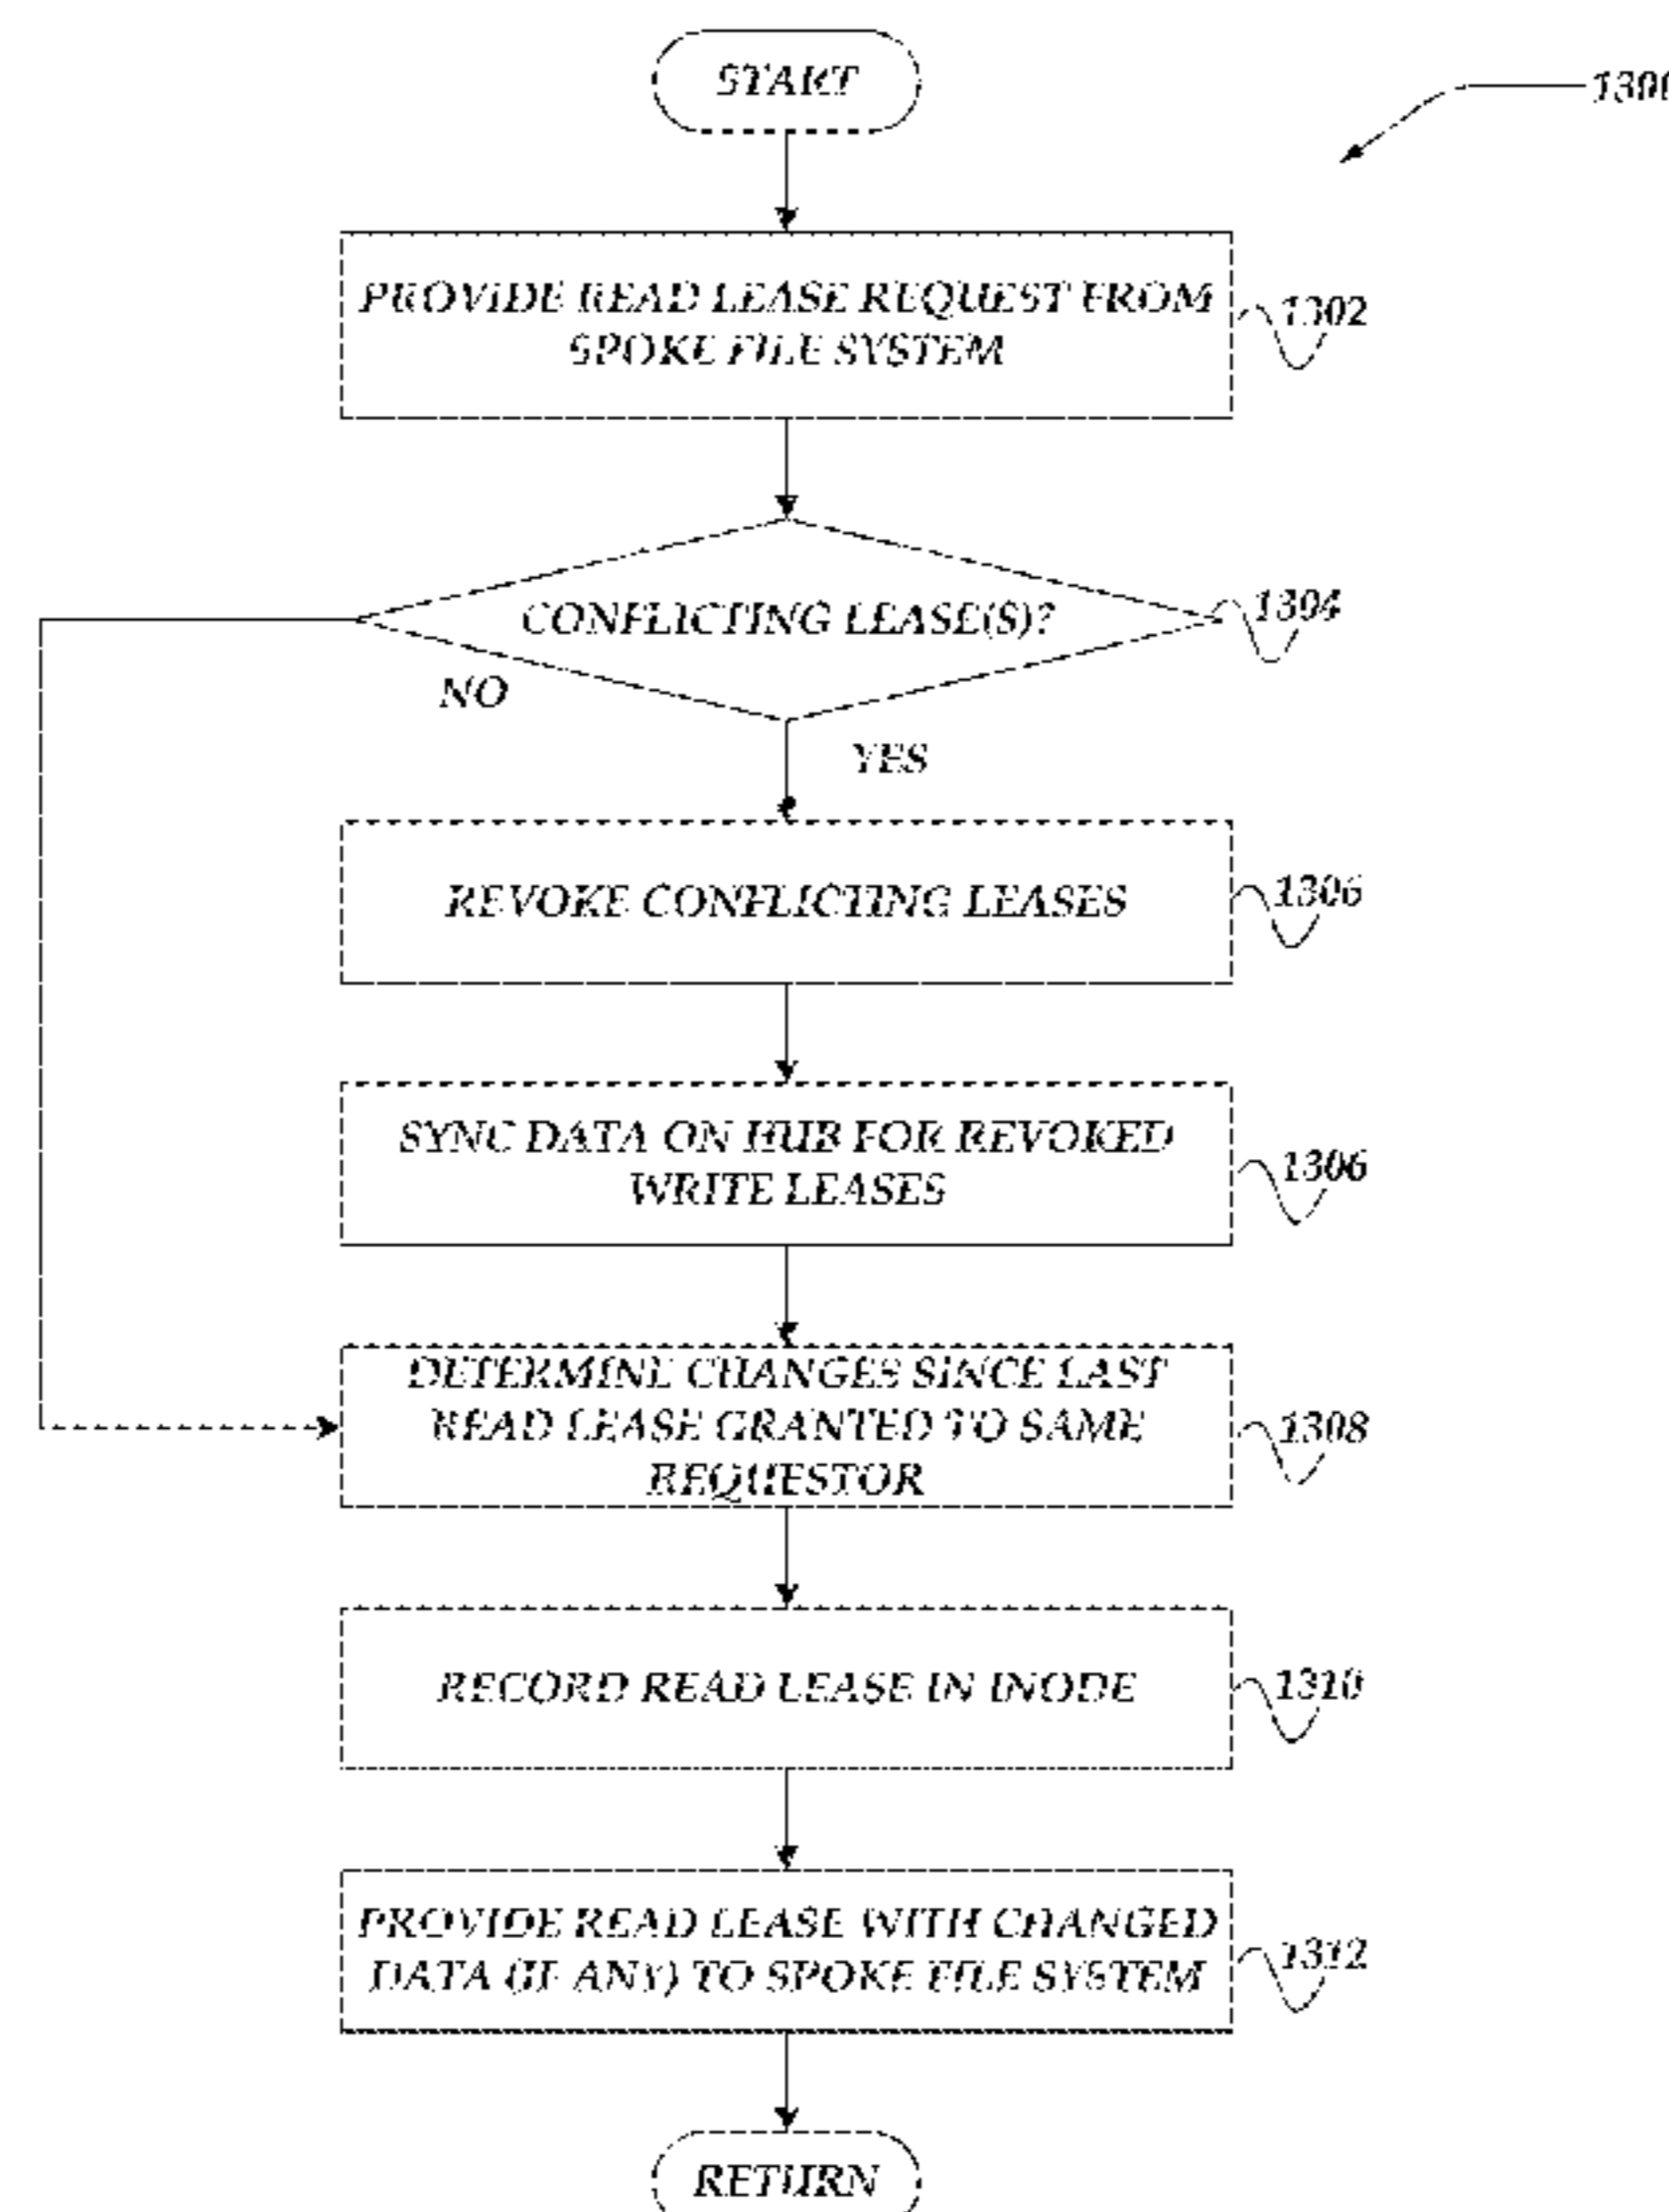 START
1300
PROVIDE READ LEASE REQUEST FROM
SPOKE FILE SYSTEM
1302
CONFLICTING LEASE(S)?
1304
NO
YES
REVOKE CONFLICTING LEASES
1306
SYNC DATA ON HUB FOR REVOKED
WRITE LEASES
1306
DETERMINE CHANGES SINCE LAST
READ LEASE GRANTED TO SAME
REQUESTOR
1308
RECORD READ LEASE IN INODE
1310
PROVIDE READ LEASE WITH CHANGED
DATA (IF ANY) TO SPOKE FILE SYSTEM
1312
RETURN